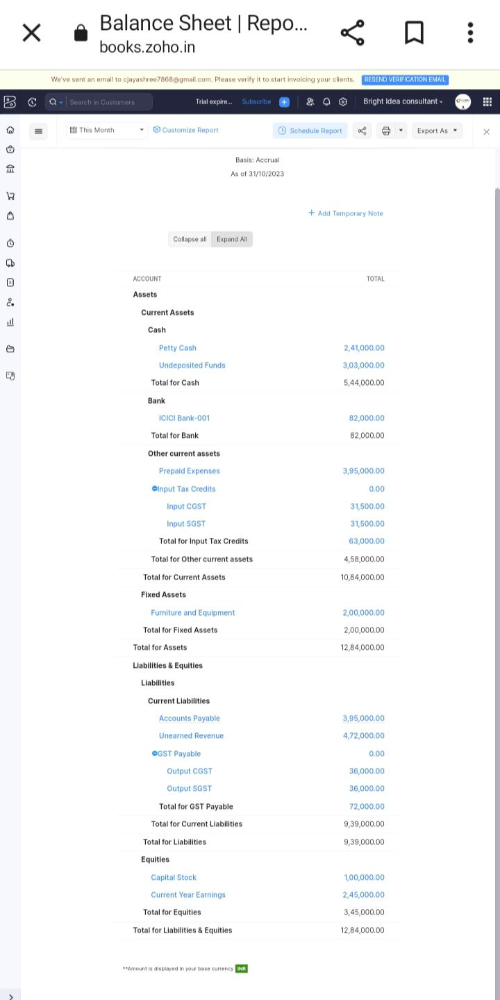 Balance Sheet | Repo...
books.zoho.in
We've sent an email to cjayashree7868@gmail.com. Please verify it to start invoicing your clients. RESEND VERIFICATION EMAIL
Search in Customers Trial expire... Subscribe Bright Idea consultant
This Month Customize Report Schedule Report Export As
Basis: Accrual
As of 31/10/2023
+ Add Temporary Note
Collapse all Expand All
ACCOUNT TOTAL
Assets
Current Assets
Cash
Petty Cash 2,41,000.00
Undeposited Funds 3,03,000.00
Total for Cash 5,44,000.00
Bank
ICICI Bank-001 82,000.00
Total for Bank 82,000.00
Other current assets
Prepaid Expenses 3,95,000.00
Input Tax Credits 0.00
Input CGST 31,500.00
Input SGST 31,500.00
Total for Input Tax Credits 63,000.00
Total for Other current assets 4,58,000.00
Total for Current Assets 10,84,000.00
Fixed Assets
Furniture and Equipment 2,00,000.00
Total for Fixed Assets 2,00,000.00
Total for Assets 12,84,000.00
Liabilities & Equities
Liabilities
Current Liabilities
Accounts Payable 3,95,000.00
Unearned Revenue 4,72,000.00
GST Payable 0.00
Output CGST 36,000.00
Output SGST 36,000.00
Total for GST Payable 72,000.00
Total for Current Liabilities 9,39,000.00
Total for Liabilities 9,39,000.00
Equities
Capital Stock 1,00,000.00
Current Year Earnings 2,45,000.00
Total for Equities 3,45,000.00
Total for Liabilities & Equities 12,84,000.00
**Amount is displayed in your base currency INR